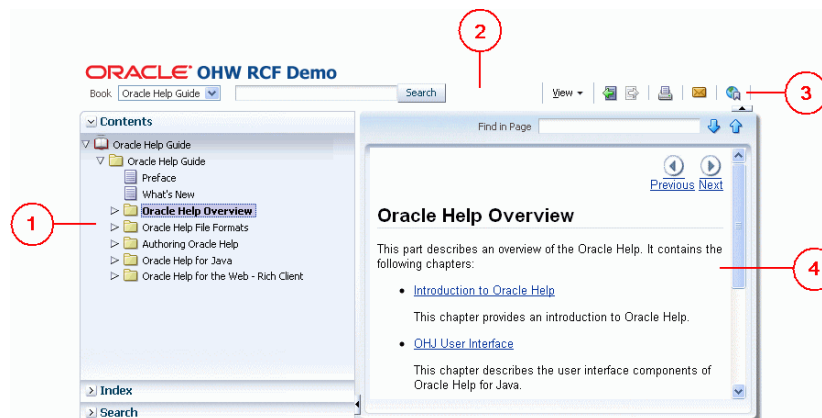 2
ORACLE OHW RCF Demo
Book Oracle Help Guide Search View 3
Contents
Oracle Help Guide
Oracle Help Guide
Preface
What's New
Oracle Help Overview
Oracle Help File Formats
Authoring Oracle Help
Oracle Help for Java
Oracle Help for the Web - Rich Client
1
Index
Search
Find in Page
Previous Next
Oracle Help Overview
This part describes an overview of the Oracle Help. It contains the
following chapters:
4
• Introduction to Oracle Help
This chapter provides an introduction to Oracle Help.
• OHJ User Interface
This chapter describes the user interface components of
Oracle Help for Java.